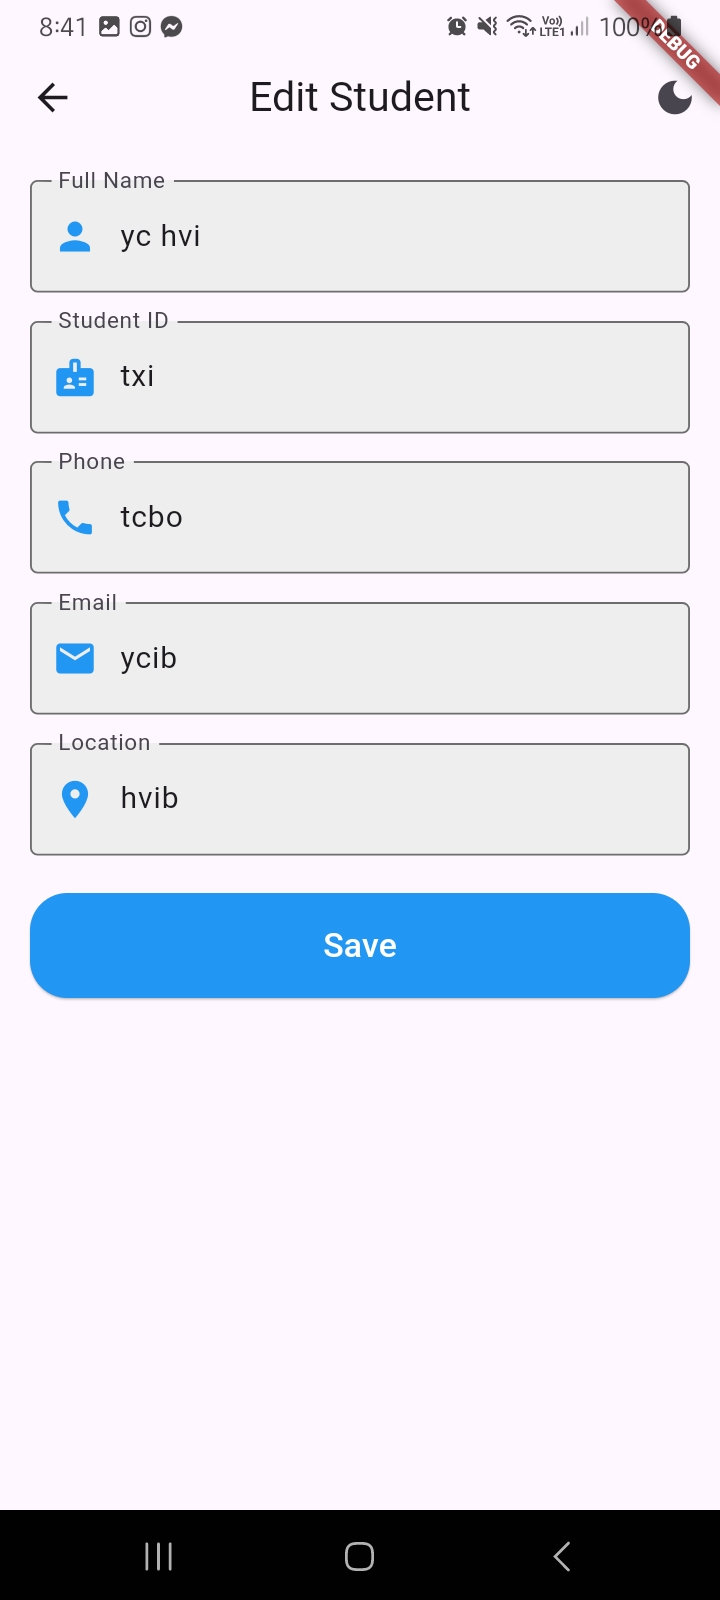 8:41
Vo))
LTE1
100%
DEBUG
Edit Student
Full Name
yc hvi
Student ID
txi
Phone
tcbo
Email
ycib
Location
hvib
Save